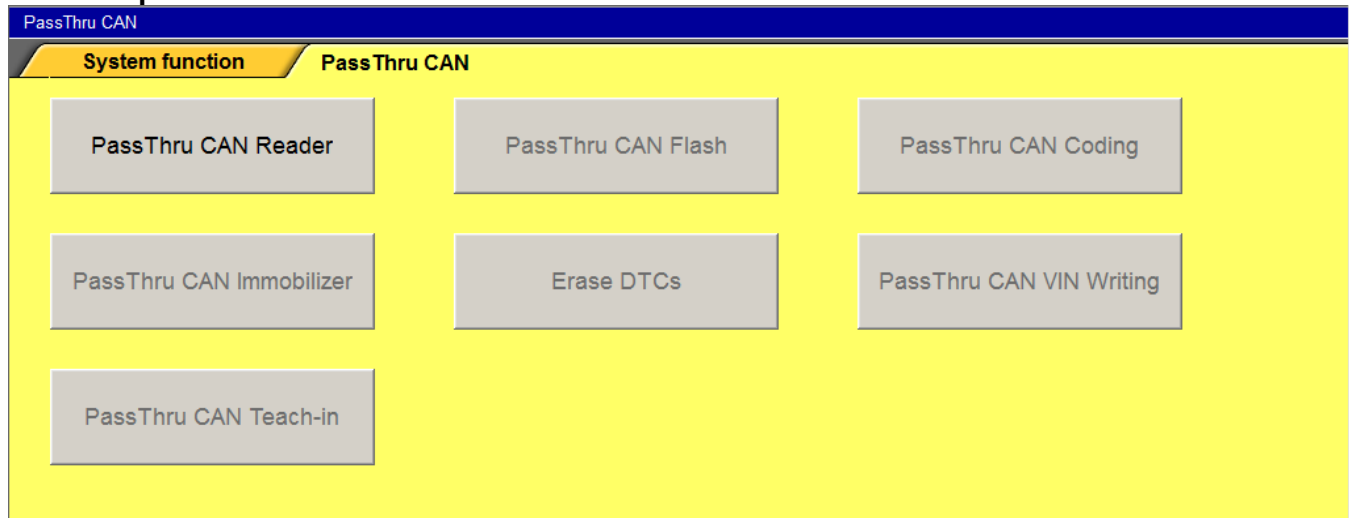 PassThru CAN
System function PassThru CAN
PassThru CAN Reader PassThru CAN Flash PassThru CAN Coding
PassThru CAN Immobilizer Erase DTCs PassThru CAN VIN Writing
PassThru CAN Teach-in